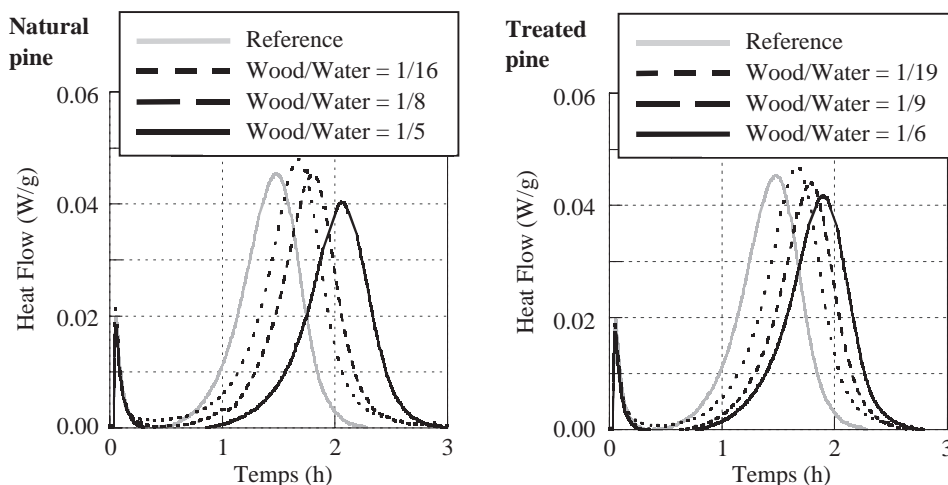 Natural
pine
Reference
Wood/Water = 1/16
Wood/Water = 1/8
Wood/Water = 1/5
0.06
0.04
0.02
0.00
Heat Flow (W/g)
1
2
3
Temps (h)
Treated
pine
Reference
Wood/Water = 1/19
Wood/Water = 1/9
Wood/Water = 1/6
0.06
0.04
0.02
0.00
Heat Flow (W/g)
0
1
2
3
Temps (h)